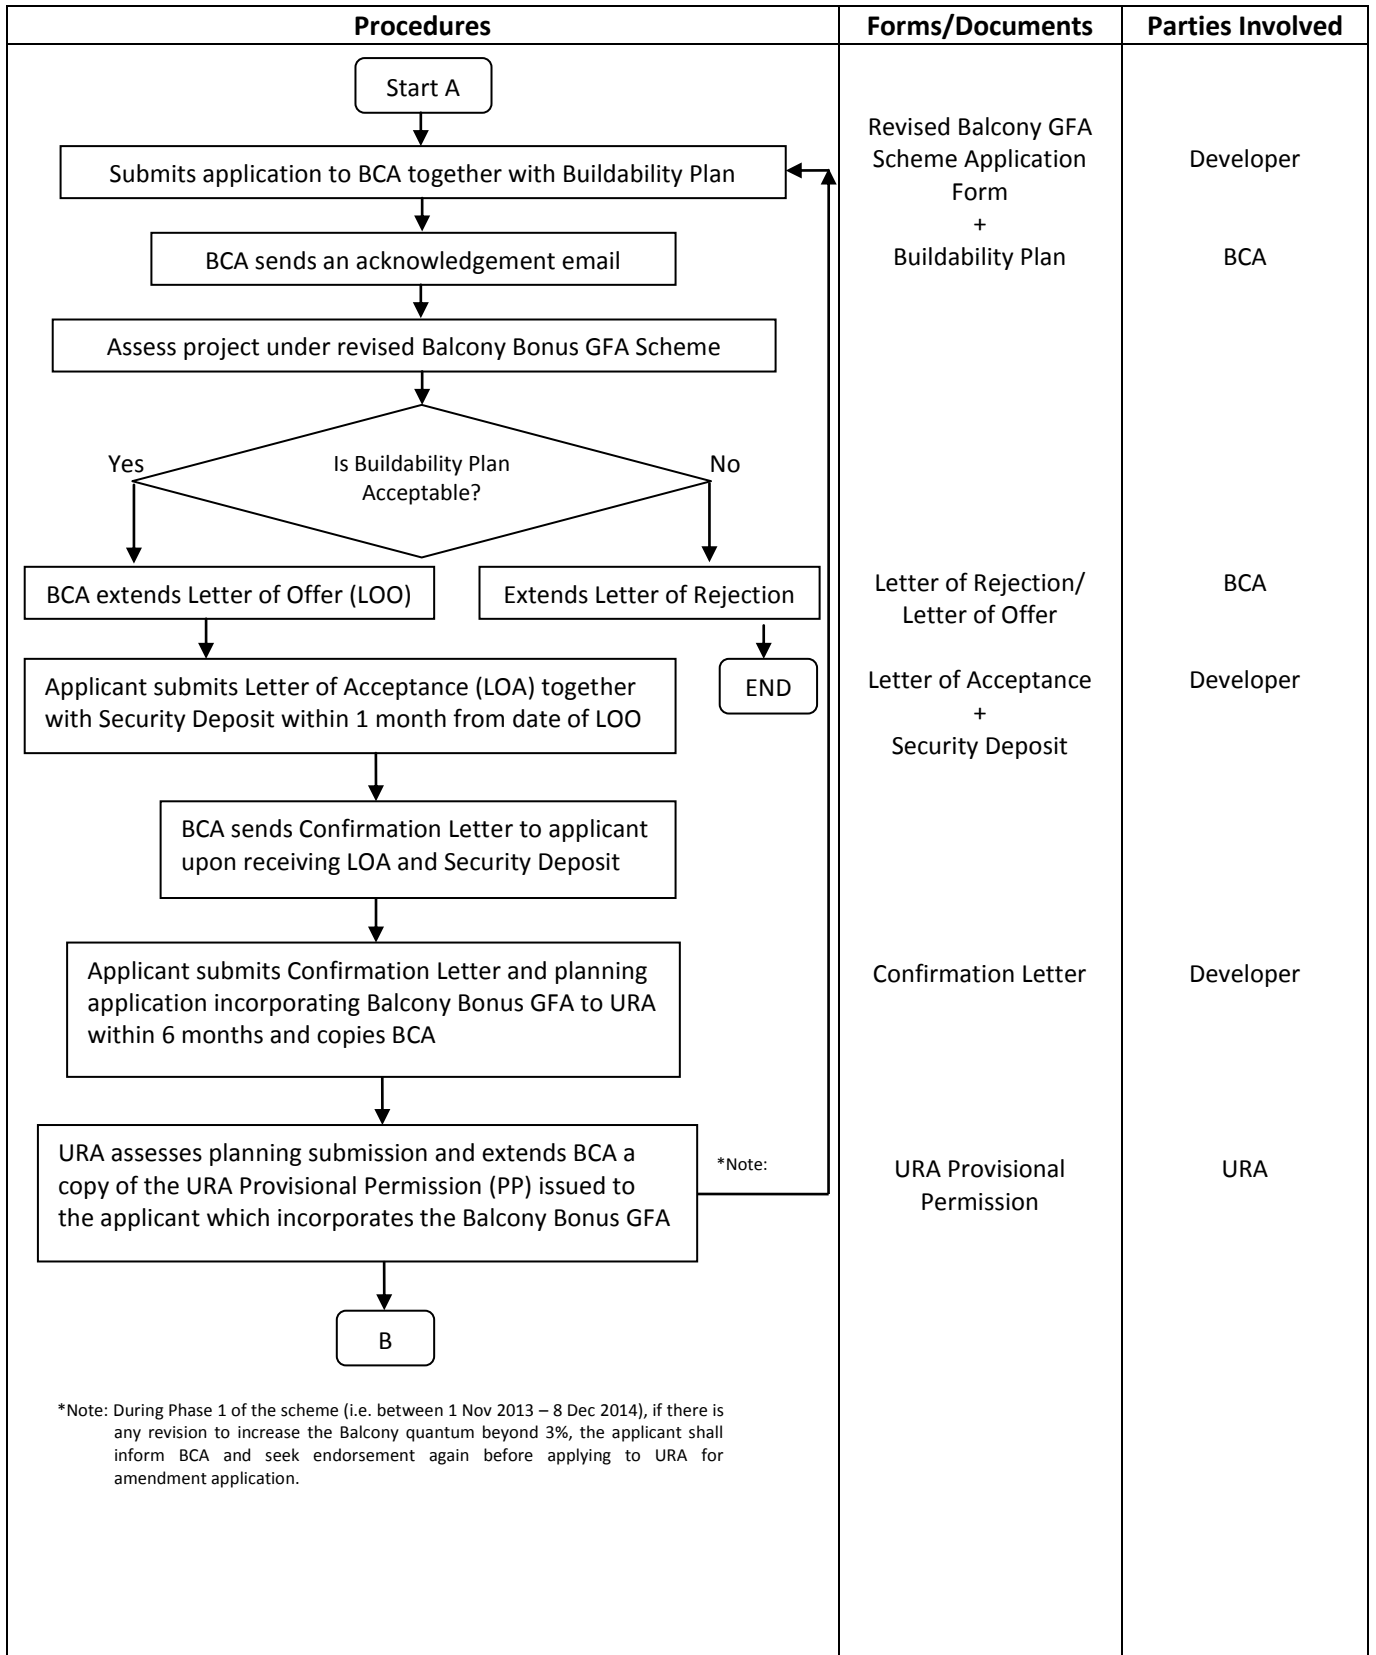 Procedures
Forms/Documents
Parties Involved
Start A
Submits application to BCA together with Buildability Plan
Revised Balcony GFA
Scheme Application
Form
+
Buildability Plan
Developer
BCA sends an acknowledgement email
BCA
Assess project under revised Balcony Bonus GFA Scheme
Yes
Is Buildability Plan
Acceptable?
No
BCA extends Letter of Offer (LOO)
Extends Letter of Rejection
Letter of Rejection/
Letter of Offer
BCA
Applicant submits Letter of Acceptance (LOA) together
with Security Deposit within 1 month from date of LOO
END
Letter of Acceptance
+
Security Deposit
Developer
BCA sends Confirmation Letter to applicant
upon receiving LOA and Security Deposit
Applicant submits Confirmation Letter and planning
application incorporating Balcony Bonus GFA to URA
within 6 months and copies BCA
Confirmation Letter
Developer
URA assesses planning submission and extends BCA a
copy of the URA Provisional Permission (PP) issued to
the applicant which incorporates the Balcony Bonus GFA
*Note:
URA Provisional
Permission
URA
B
*Note: During Phase 1 of the scheme (i.e. between 1 Nov 2013 – 8 Dec 2014), if there is
any revision to increase the Balcony quantum beyond 3%, the applicant shall
inform BCA and seek endorsement again before applying to URA for
amendment application.